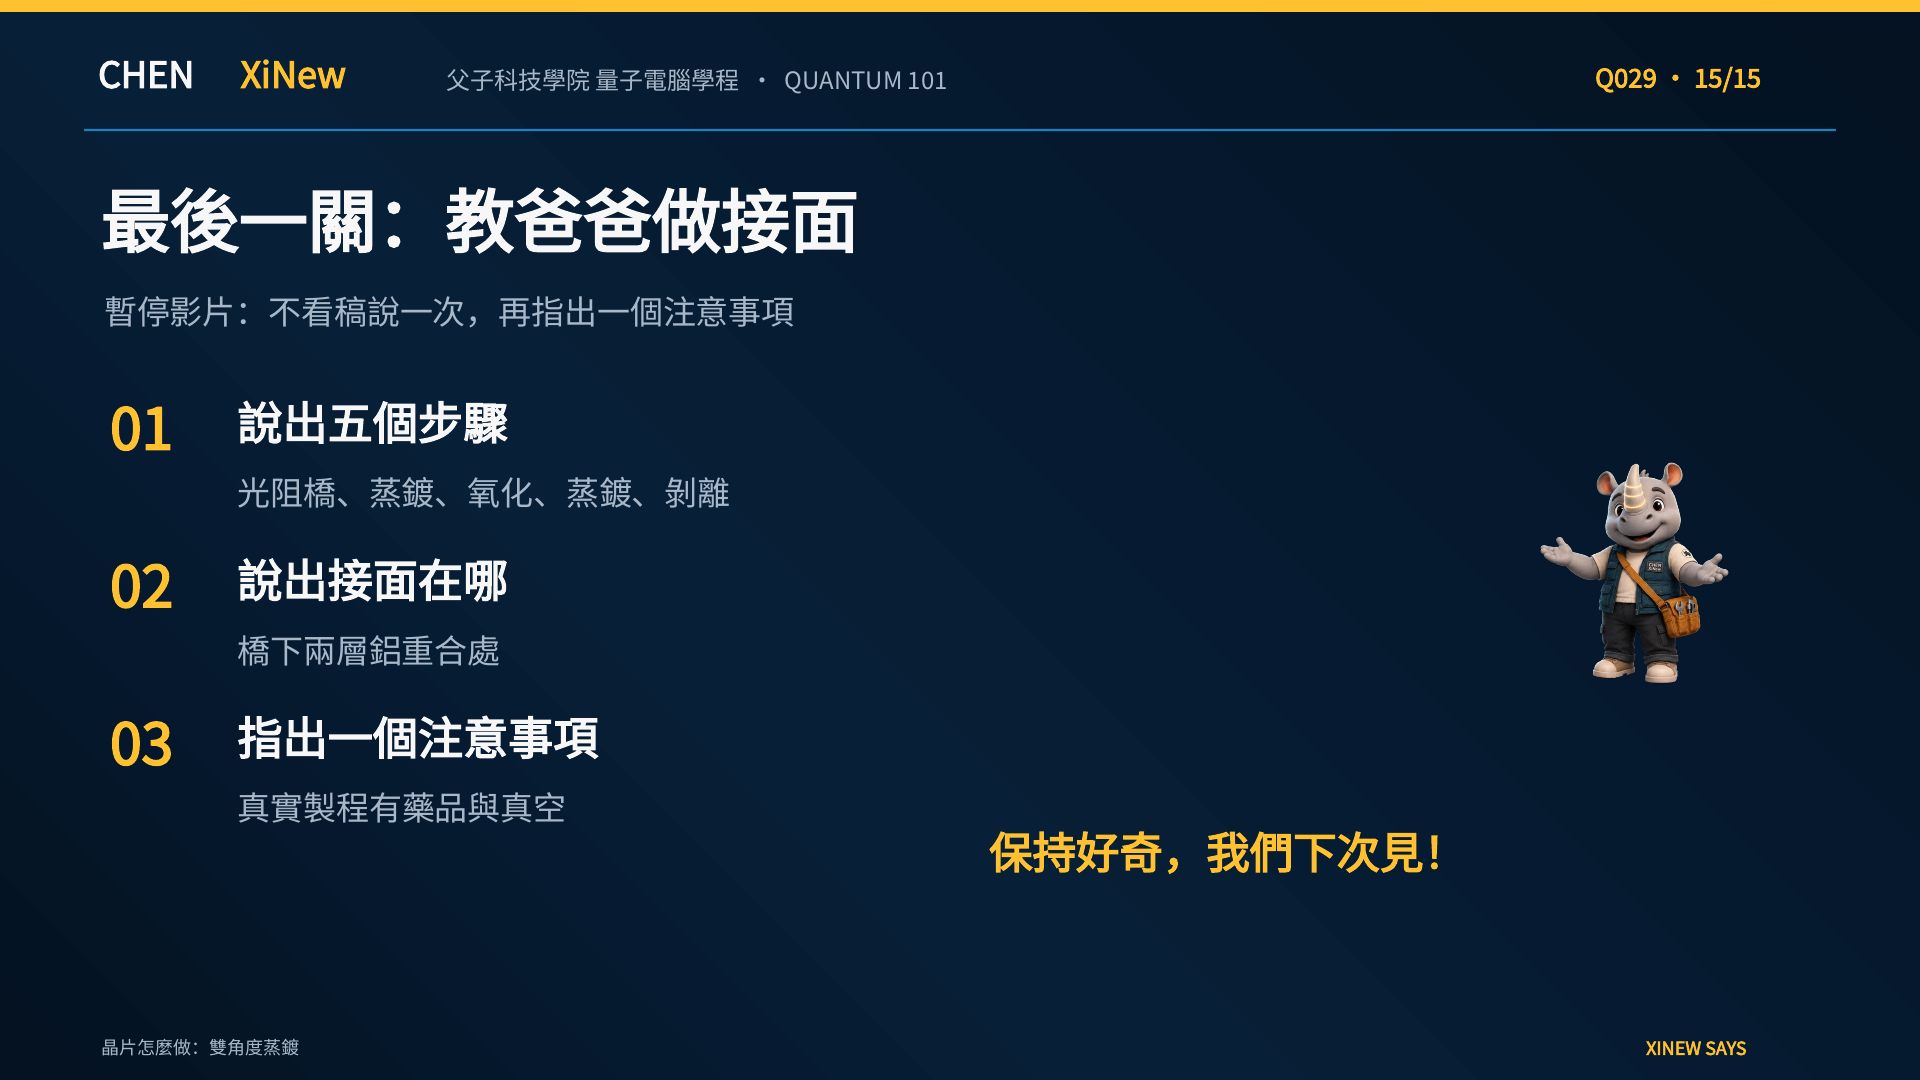 CHEN XiNew 父子科技學院 量子電腦學程 • QUANTUM 101 Q029 • 15/15
最後一關：教爸爸做接面
暫停影片：不看稿說一次，再指出一個注意事項
01 說出五個步驟
光阻橋、蒸鍍、氧化、蒸鍍、剝離
02 說出接面在哪
橋下兩層鋁重合處
03 指出一個注意事項
真實製程有藥品與真空
保持好奇，我們下次見！
晶片怎麼做：雙角度蒸鍍 XINEW SAYS